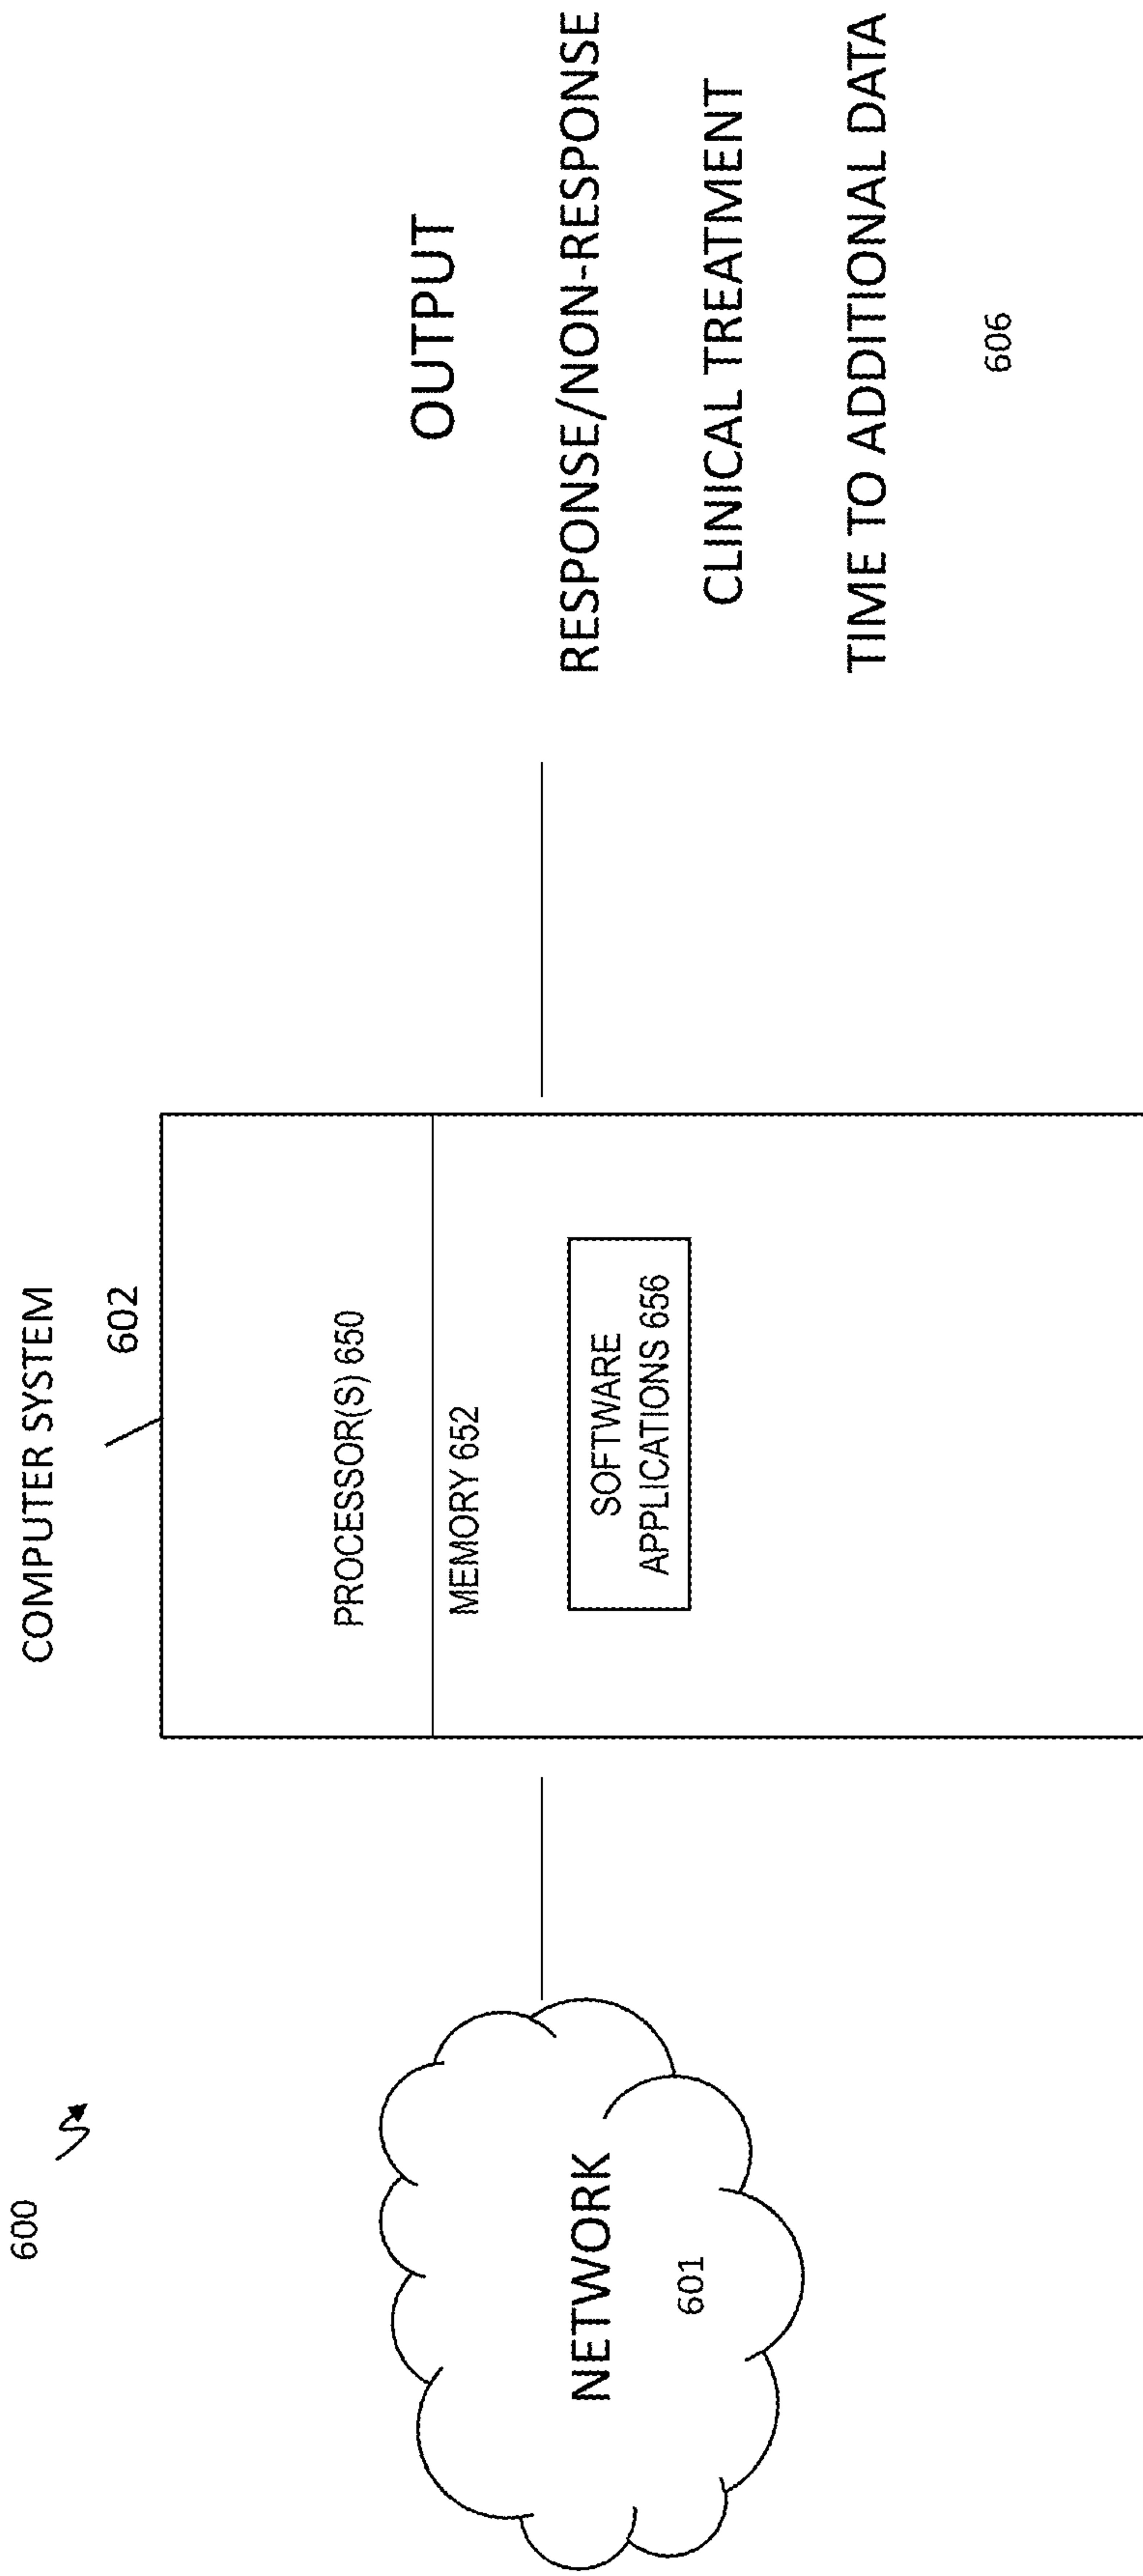 600
NETWORK
601
COMPUTER SYSTEM
602
PROCESSOR(S) 650
MEMORY 652
SOFTWARE
APPLICATIONS 656
OUTPUT
RESPONSE/NON-RESPONSE
CLINICAL TREATMENT
TIME TO ADDITIONAL DATA
606